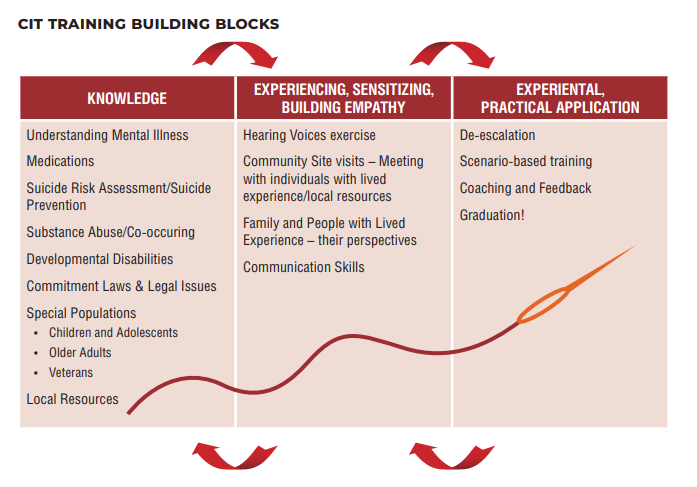 CIT TRAINING BUILDING BLOCKS
KNOWLEDGE
Understanding Mental Illness
Medications
Suicide Risk Assessment/Suicide
Prevention
Substance Abuse/Co-occuring
Developmental Disabilities
Commitment Laws & Legal Issues
Special Populations
• Children and Adolescents
• Older Adults
• Veterans
Local Resources
EXPERIENCING, SENSITIZING,
BUILDING EMPATHY
Hearing Voices exercise
Community Site visits – Meeting
with individuals with lived
experience/local resources
Family and People with Lived
Experience – their perspectives
Communication Skills
EXPERIENTAL,
PRACTICAL APPLICATION
De-escalation
Scenario-based training
Coaching and Feedback
Graduation!